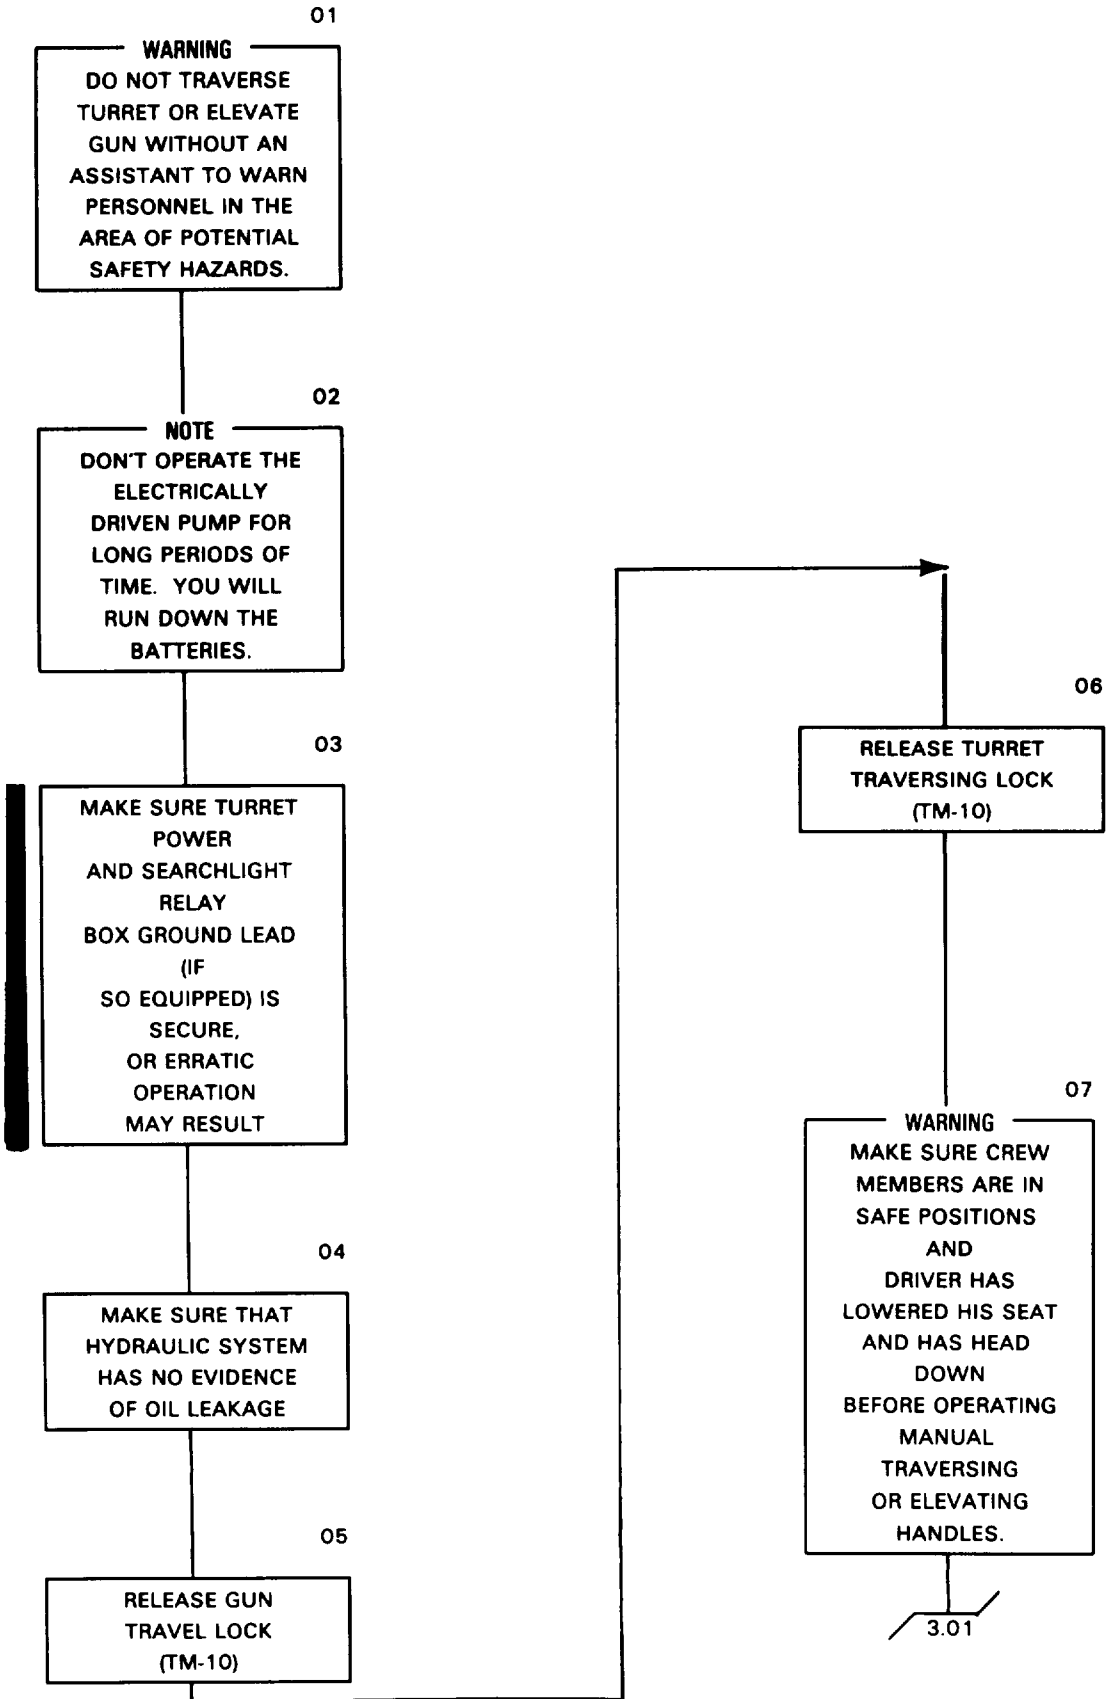 01
WARNING
DO NOT TRAVERSE
TURRET OR ELEVATE
GUN WITHOUT AN
ASSISTANT TO WARN
PERSONNEL IN THE
AREA OF POTENTIAL
SAFETY HAZARDS.
02
NOTE
DON'T OPERATE THE
ELECTRICALLY
DRIVEN PUMP FOR
LONG PERIODS OF
TIME. YOU WILL
RUN DOWN THE
BATTERIES.
03
MAKE SURE TURRET
POWER
AND SEARCHLIGHT
RELAY
BOX GROUND LEAD
(IF
SO EQUIPPED) IS
SECURE,
OR ERRATIC
OPERATION
MAY RESULT
04
MAKE SURE THAT
HYDRAULIC SYSTEM
HAS NO EVIDENCE
OF OIL LEAKAGE
05
RELEASE GUN
TRAVEL LOCK
(TM-10)
06
RELEASE TURRET
TRAVERSING LOCK
(TM-10)
07
WARNING
MAKE SURE CREW
MEMBERS ARE IN
SAFE POSITIONS
AND
DRIVER HAS
LOWERED HIS SEAT
AND HAS HEAD
DOWN
BEFORE OPERATING
MANUAL
TRAVERSING
OR ELEVATING
HANDLES.
3.01